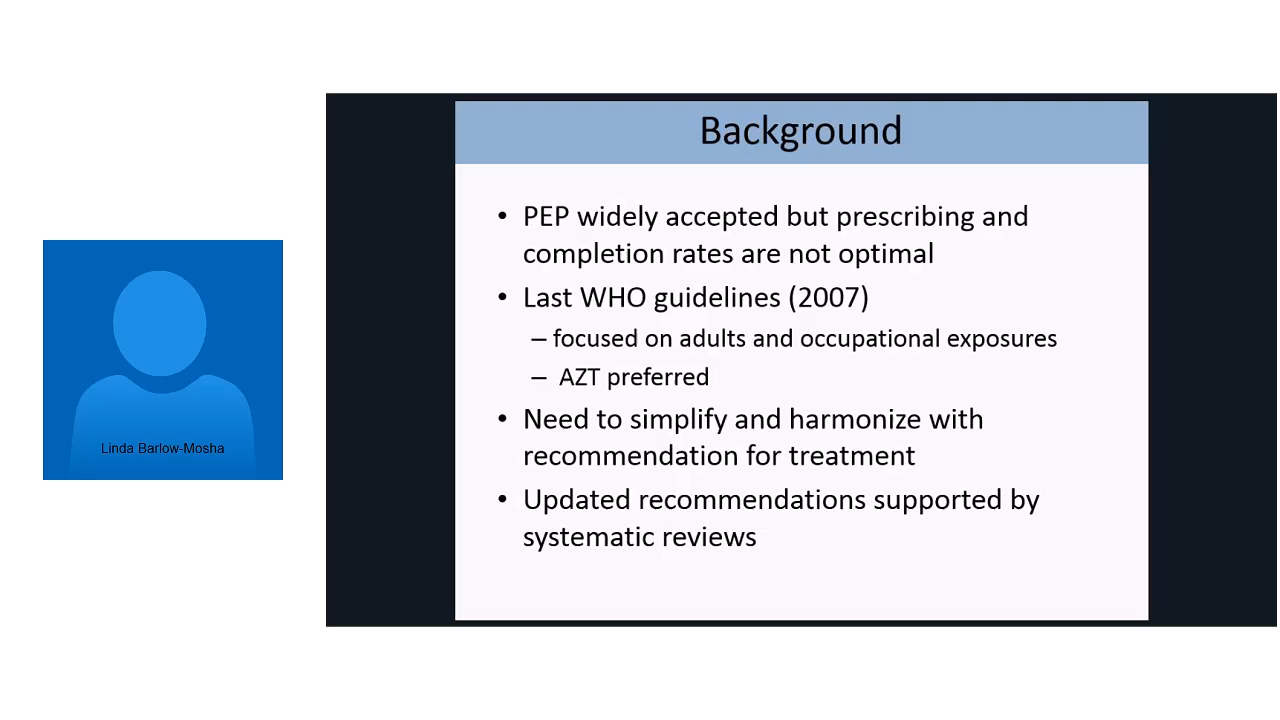 Background
• PEP widely accepted but prescribing and
completion rates are not optimal
• Last WHO guidelines (2007)
– focused on adults and occupational exposures
– AZT preferred
• Need to simplify and harmonize with
recommendation for treatment
• Updated recommendations supported by
systematic reviews
Linda Barlow-Mosha